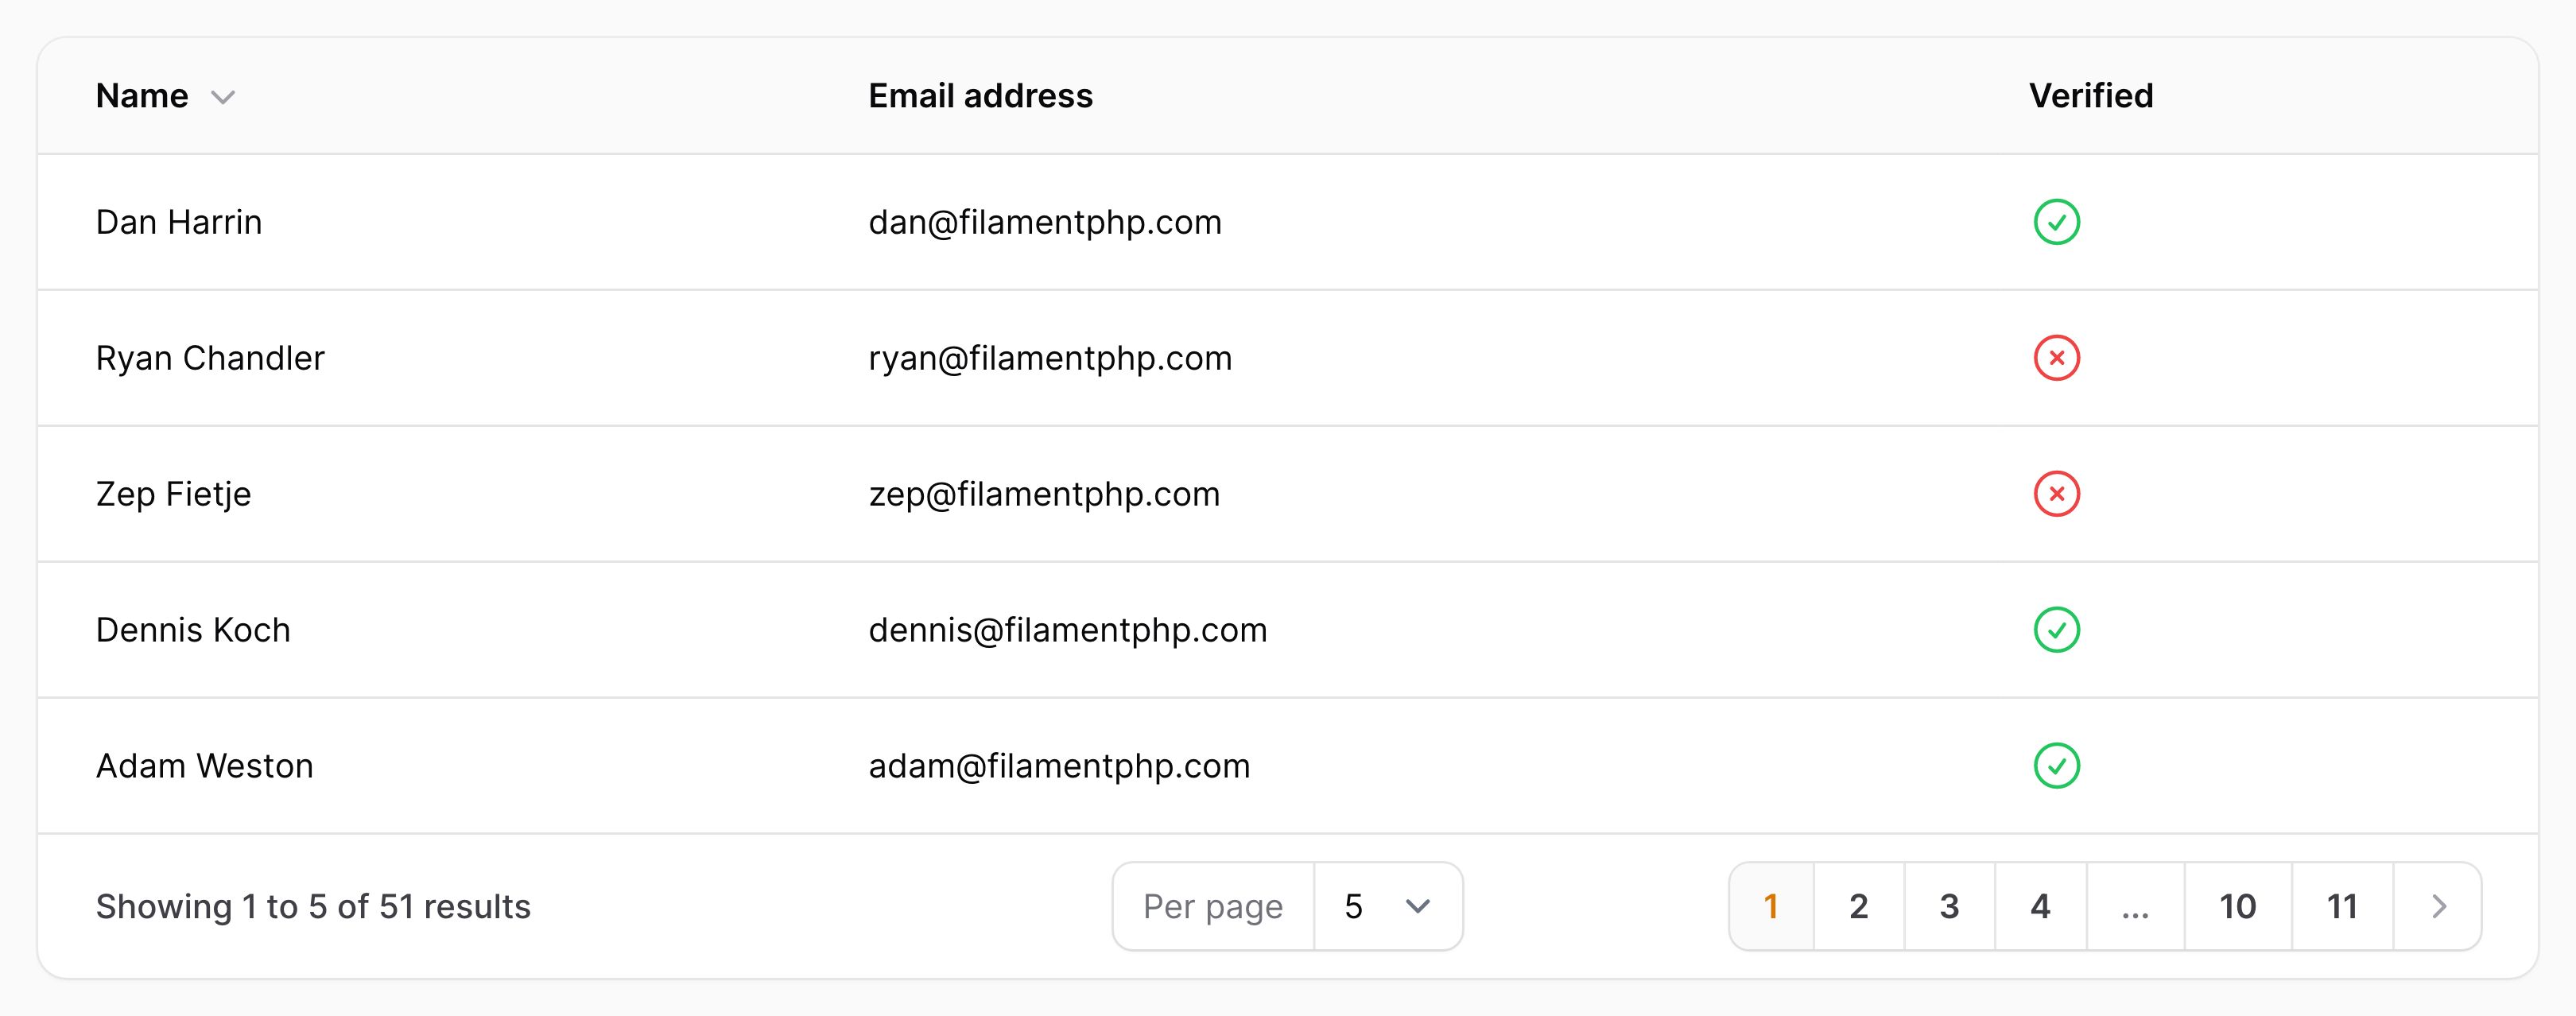 Name Email address Verified
Dan Harrin dan@filamentphp.com
Ryan Chandler ryan@filamentphp.com
Zep Fietje zep@filamentphp.com
Dennis Koch dennis@filamentphp.com
Adam Weston adam@filamentphp.com
Showing 1 to 5 of 51 results Per page 5 1 2 3 4 ... 10 11